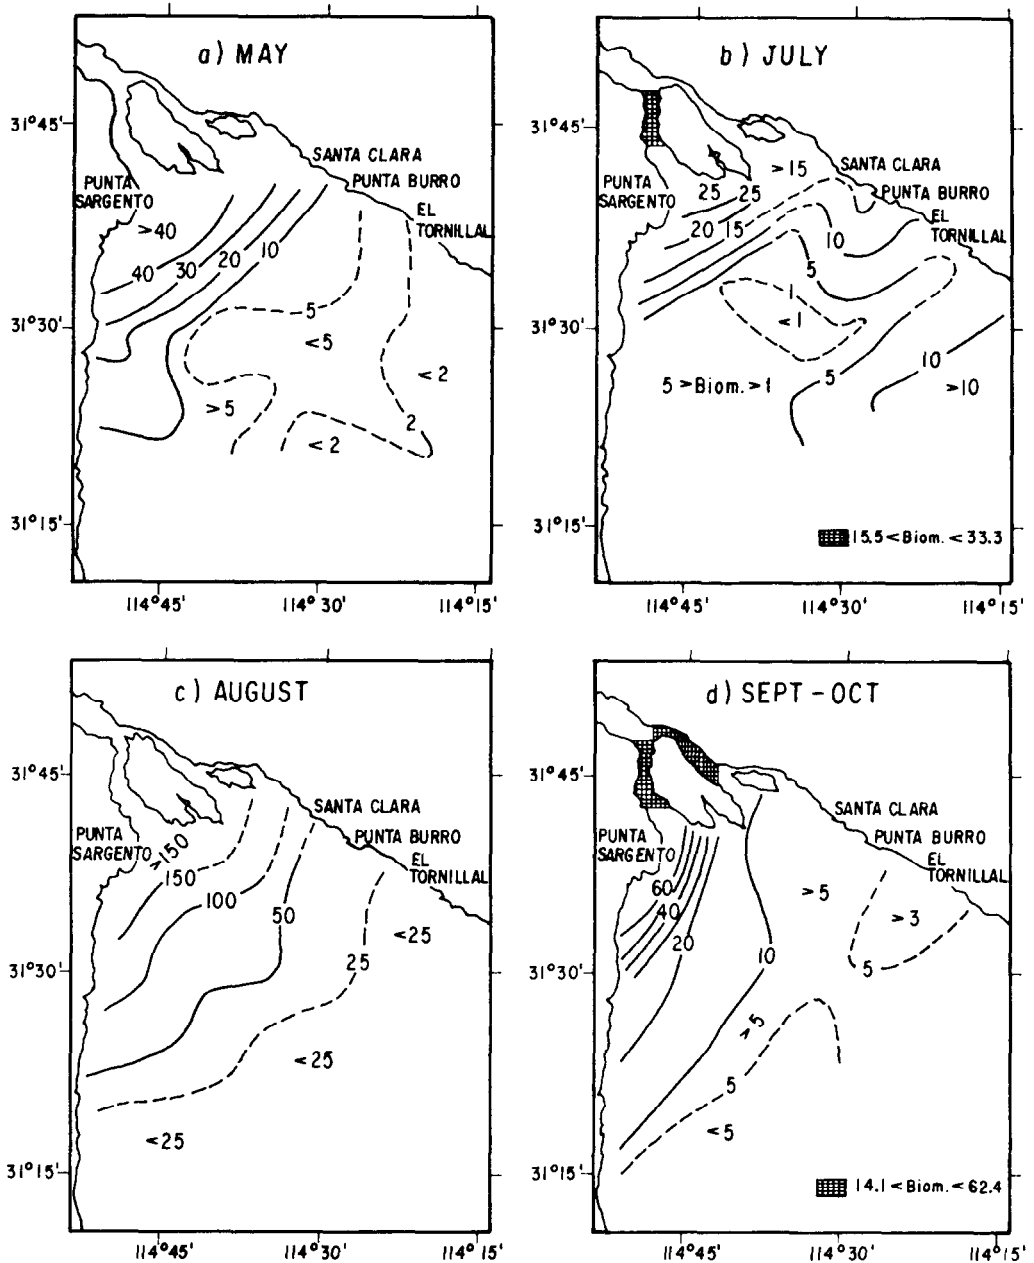 a) MAY
31°45'
31°30'
31°15'
114°45'
114°30'
114°15'
SANTA CLARA
PUNTA BURRO
EL
TORNILLAL
PUNTA
SARGENTO
>40
40
30
20
10
5
<5
>5
<2
2
<2
b) JULY
31°45'
31°30'
31°15'
114°45'
114°30'
114°15'
>15
SANTA CLARA
PUNTA BURRO
EL
TORNILLAL
PUNTA
SARGENTO
25
25
20
15
10
5
1
<1
5
10
>10
5 > Biom. > 1
15.5 < Biom. < 33.3
c) AUGUST
31°45'
31°30'
31°15'
114°45'
114°30'
114°15'
SANTA CLARA
PUNTA BURRO
EL
TORNILLAL
PUNTA
SARGENTO
>150
150
100
50
25
<25
<25
<25
d) SEPT - OCT
31°45'
31°30'
31°15'
114°45'
114°30'
114°15'
SANTA CLARA
PUNTA BURRO
EL
TORNILLAL
PUNTA
SARGENTO
60
40
20
10
>5
>3
5
>5
5
<5
14.1 < Biom. < 62.4